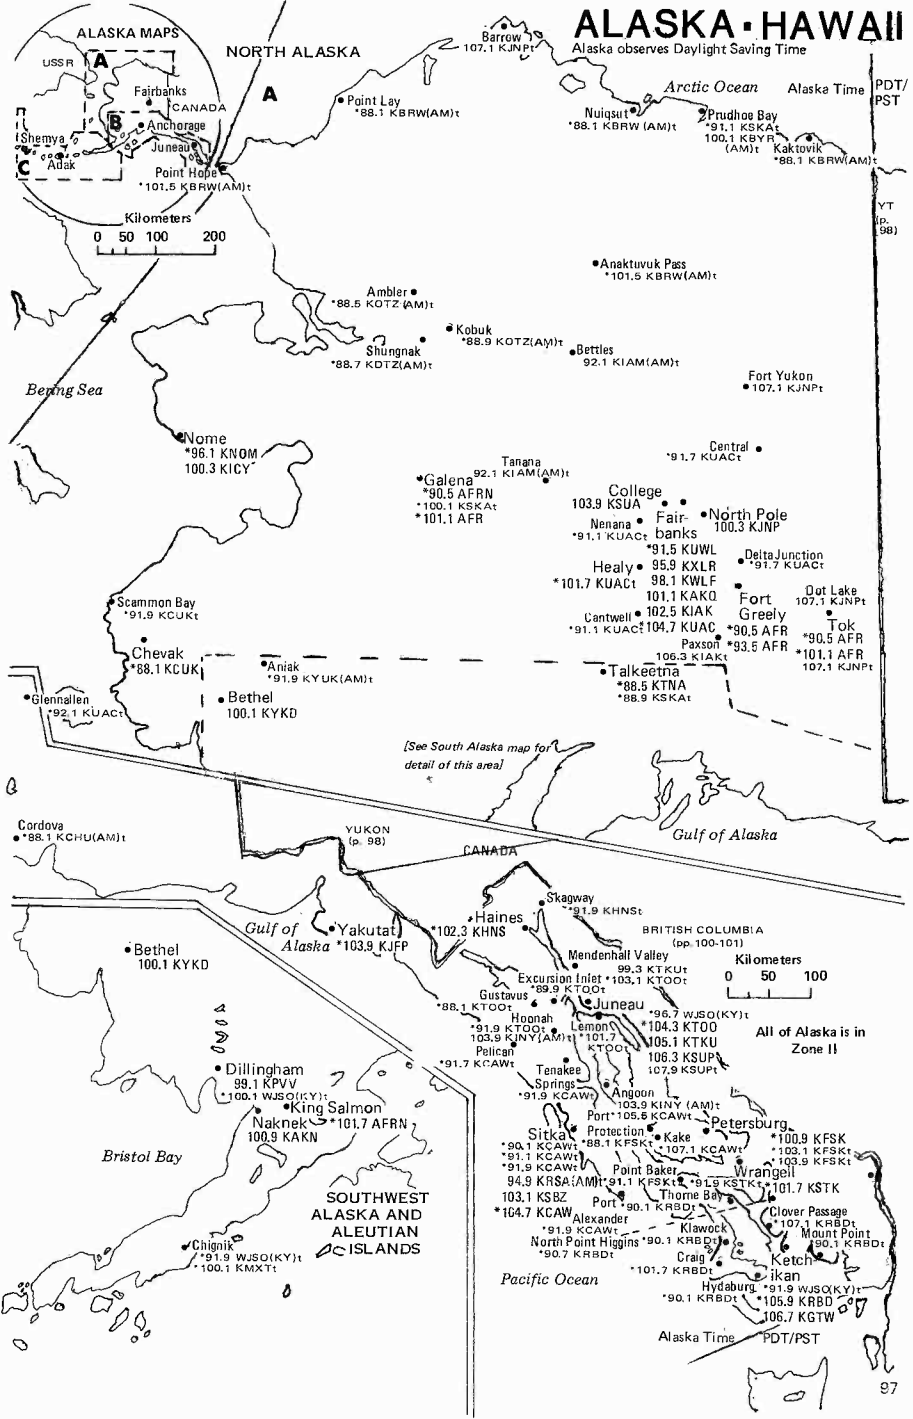 ALASKA • HAWAII
Alaska observes Daylight Saving Time
ALASKA MAPS
USSR
A
Fairbanks
CANADA
B
Anchorage
Shemya
Juneau
C
Adak
NORTH ALASKA
A
Point Hope
*101.5 KBRW(AM)t
Kilometers
0 50 100 200
Barrow
107.1 KJNPt
Point Lay
*88.1 KBRW(AM)t
Arctic Ocean
Alaska Time
PDT/
PST
Nuiqsut
*88.1 KBRW (AM)t
Prudhoe Bay
*91.1 KSKAt
100.1 KBYR
(AM)t
Kaktovik
*88.1 KBRW(AM)t
YT
(p.
98)
Anaktuvuk Pass
*101.5 KBRW(AM)t
Ambler
*88.5 KOTZ (AM)t
Kobuk
*88.9 KOTZ(AM)t
Shungnak
*88.7 KOTZ(AM)t
Bettles
92.1 KIAM(AM)t
Fort Yukon
107.1 KJNPt
Bering Sea
Nome
*96.1 KNOM
100.3 KICY
Central
*91.7 KUACt
Tanana
92.1 KIAM(AM)t
Galena
*90.5 AFRN
*100.1 KSKAt
*101.1 AFR
College
103.9 KSUA
Nenana
*91.1 KUACt
Fair-
banks
*91.5 KUWL
95.9 KXLR
98.1 KWLF
101.1 KAKQ
102.5 KIAK
*104.7 KUAC
North Pole
100.3 KJNP
Delta Junction
*91.7 KUACt
Healy
*101.7 KUACt
Fort
Greely
*90.5 AFR
*93.5 AFR
Dot Lake
107.1 KJNPt
Tok
*90.5 AFR
*101.1 AFR
107.1 KJNPt
Cantwell
*91.1 KUACt
Paxson
106.3 KIAKt
Scammon Bay
*91.9 KCUKt
Chevak
*88.1 KCUK
Aniak
*91.9 KYUK(AM)t
Talkeetna
*88.5 KTNA
*88.9 KSKAt
Glennallen
*92.1 KUACt
Bethel
100.1 KYKD
[See South Alaska map for
detail of this area]
Gulf of Alaska
Cordova
*88.1 KCHU(AM)t
YUKON
(p. 98)
CANADA
Skagway
*91.9 KHNSt
Haines
*102.3 KHNS
Gulf of
Alaska
Yakutat
*103.9 KJFP
BRITISH COLUMBIA
(pp. 100-101)
Kilometers
0 50 100
Bethel
100.1 KYKD
Mendenhall Valley
99.3 KTKUt
*103.1 KTOOt
Excursion Inlet
*89.9 KTOOt
Gustavus
*88.1 KTOOt
Juneau
*96.7 WJSO(KY)t
*104.3 KTOO
105.1 KTKU
106.3 KSUP
107.9 KSUPt
Hoonah
*91.9 KTOOt
103.9 KINY(AM)t
Lemon
*101.7
KTOOt
All of Alaska is in
Zone II
Pelican
*91.7 KCAWt
Tenakee
Springs
*91.9 KCAWt
Angoon
103.9 KINY (AM)t
*105.5 KCAWt
Dillingham
99.1 KPVV
*100.1 WJSO(KY)t
King Salmon
*101.7 AFRN
Naknek
100.9 KAKN
Port
Protection
*88.1 KFSKt
Kake
*107.1 KCAWt
Petersburg
*100.9 KFSK
*103.1 KFSKt
*103.9 KFSKt
Sitka
*90.1 KCAWt
*91.1 KCAWt
*91.9 KCAWt
94.9 KRSA(AM)t
103.1 KSBZ
*104.7 KCAW
Bristol Bay
Point Baker
*91.1 KFSKt
Wrangell
*91.9 KSTKt
*101.7 KSTK
SOUTHWEST
ALASKA AND
ALEUTIAN
ISLANDS
Port
Alexander
*91.9 KCAWt
Thorne Bay
*90.1 KRBDt
Clover Passage
*107.1 KRBDt
Klawock
*90.1 KRBDt
Mount Point
*90.1 KRBDt
North Point Higgins
*90.7 KRBDt
Chignik
*91.9 WJSO(KY)t
*100.1 KMXTt
Craig
*101.7 KRBDt
Ketch-
ikan
*91.9 WJSO(KY)t
*105.9 KRBD
106.7 KGTW
Pacific Ocean
Hydaburg
*90.1 KRBDt
Alaska Time
PDT/PST
97